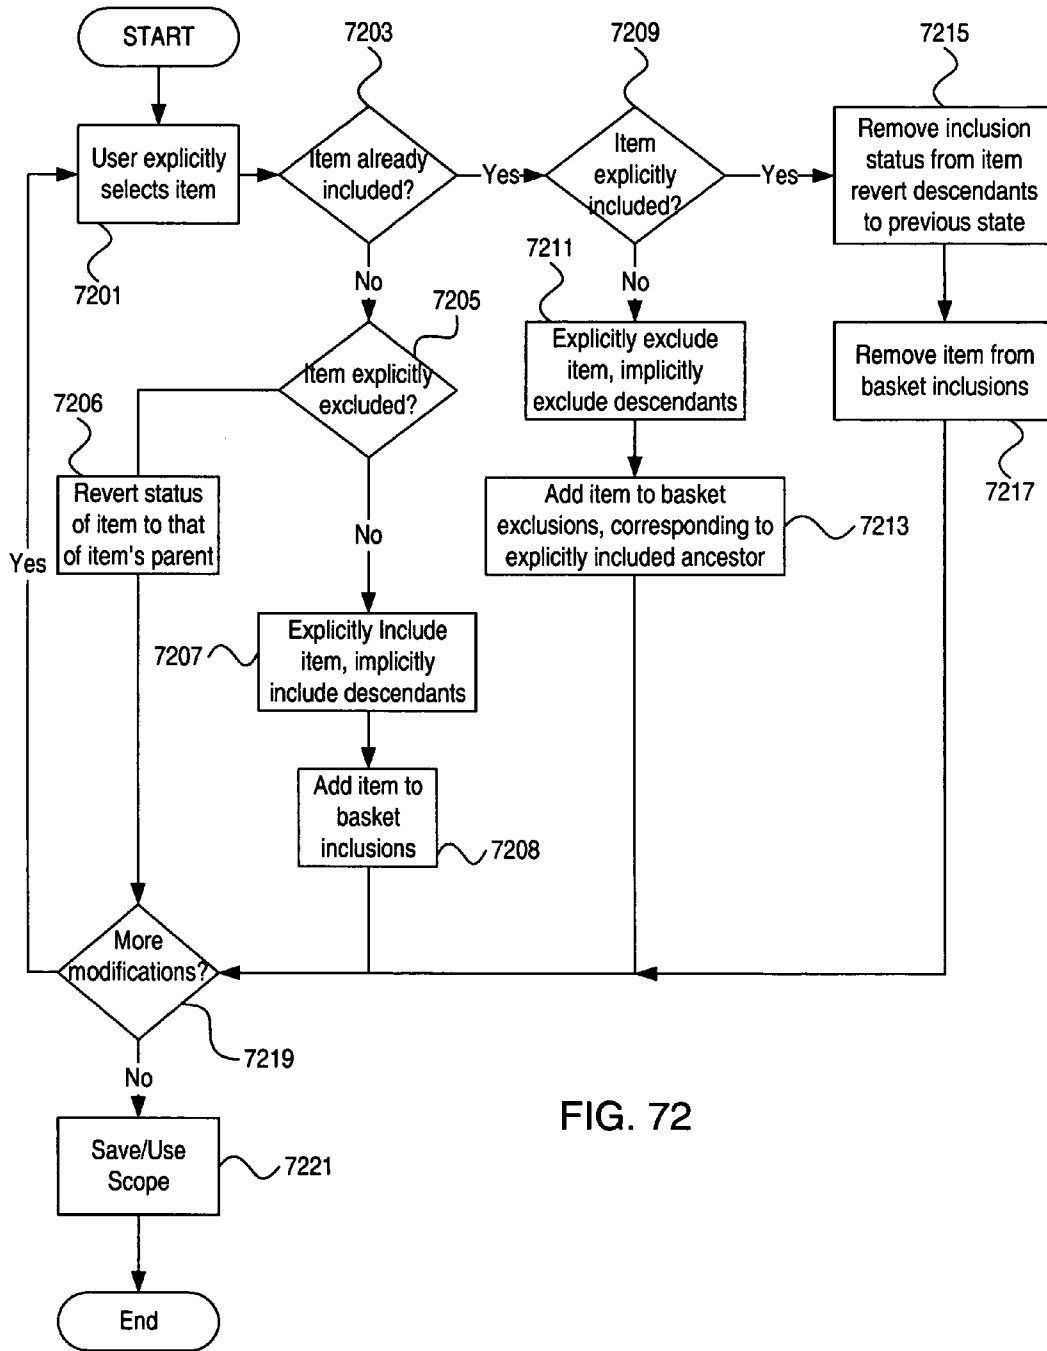 START
7203
7209
7215
User explicitly
selects item
7201
Item already
included?
Yes
Item
explicitly
included?
Yes
Remove inclusion
status from item
revert descendants
to previous state
No
7205
7211
No
Item explicitly
excluded?
Explicitly exclude
item, implicitly
exclude descendants
Remove item from
basket inclusions
7217
7206
Revert status
of item to that
of item's parent
Yes
No
Add item to basket
exclusions, corresponding to
explicitly included ancestor
7213
7207
Explicitly Include
item, implicitly
include descendants
Add item to
basket
inclusions
7208
More
modifications?
7219
No
FIG. 72
Save/Use
Scope
7221
End